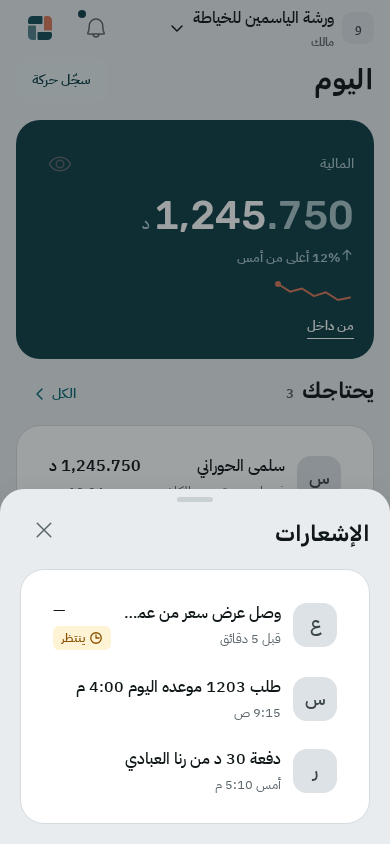 ورشة الياسمين للخياطة
مالك
9
اليوم
سجّل حركة
المالية
1,245.750 د
12% أعلى من أمس
من داخل
يحتاجك 3
الكل
س
سلمى الحوراني
1,245.750 د
الإشعارات
ع
وصل عرض سعر من عمـ...
—
قبل 5 دقائق
ينتظر
س
طلب 1203 موعده اليوم 4:00 م
9:15 ص
ر
دفعة 30 د من رنا العبادي
أمس 5:10 م